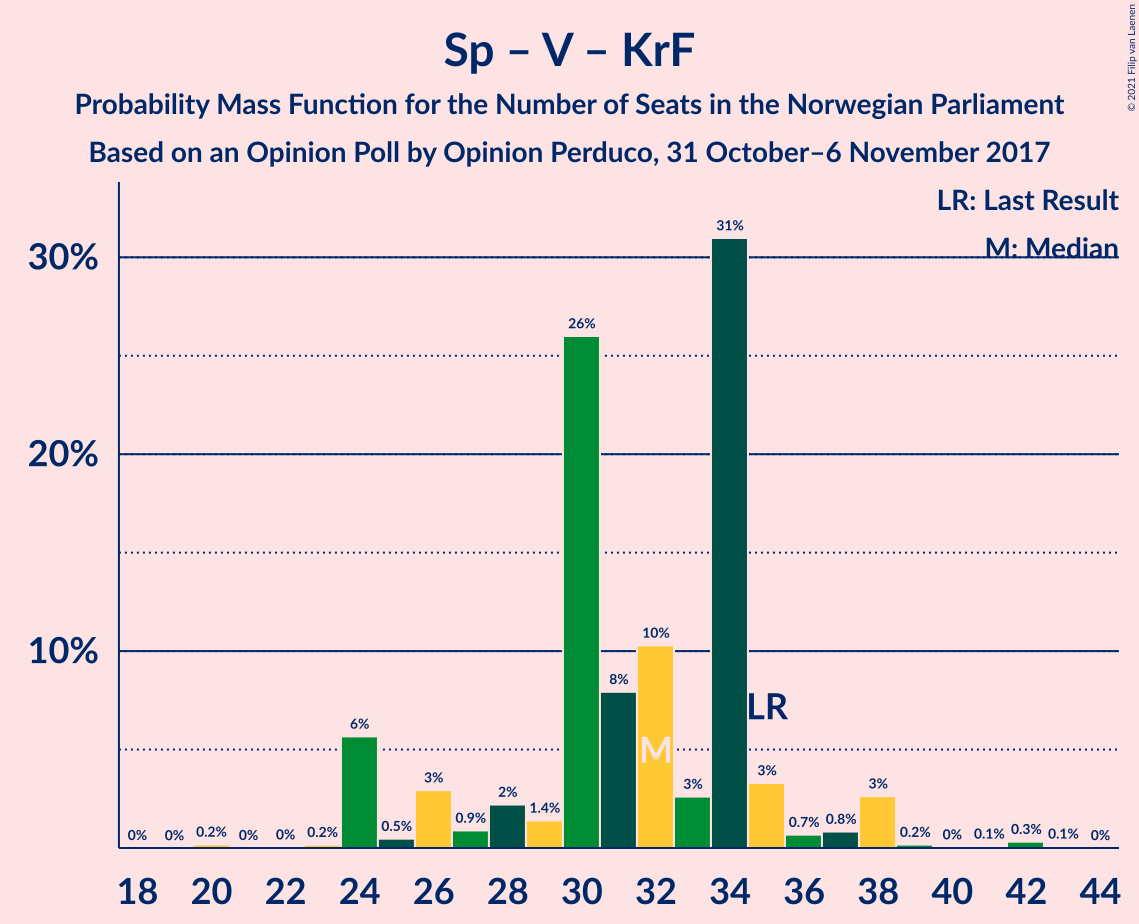 Sp – V – KrF
Probability Mass Function for the Number of Seats in the Norwegian Parliament
Based on an Opinion Poll by Opinion Perduco, 31 October–6 November 2017
© 2021 Filip van Laenen
LR: Last Result
M: Median
30%
20%
10%
0% 0% 0.2% 0% 0% 0.2% 6% 0.5% 3% 0.9% 2% 1.4% 26% 8% 10% 3% 31% 3% 0.7% 0.8% 3% 0.2% 0% 0.1% 0.3% 0.1% 0%
LR
M
18 20 22 24 26 28 30 32 34 36 38 40 42 44